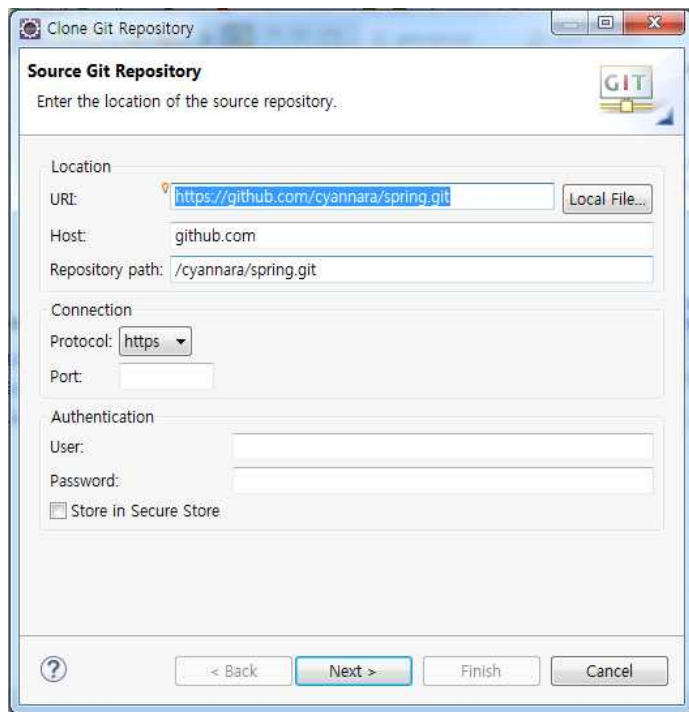 Clone Git Repository
Source Git Repository
Enter the location of the source repository.
GIT
Location
URI: https://github.com/cyannara/spring.git Local File...
Host: github.com
Repository path: /cyannara/spring.git
Connection
Protocol: https
Port:
Authentication
User:
Password:
Store in Secure Store
? < Back Next > Finish Cancel